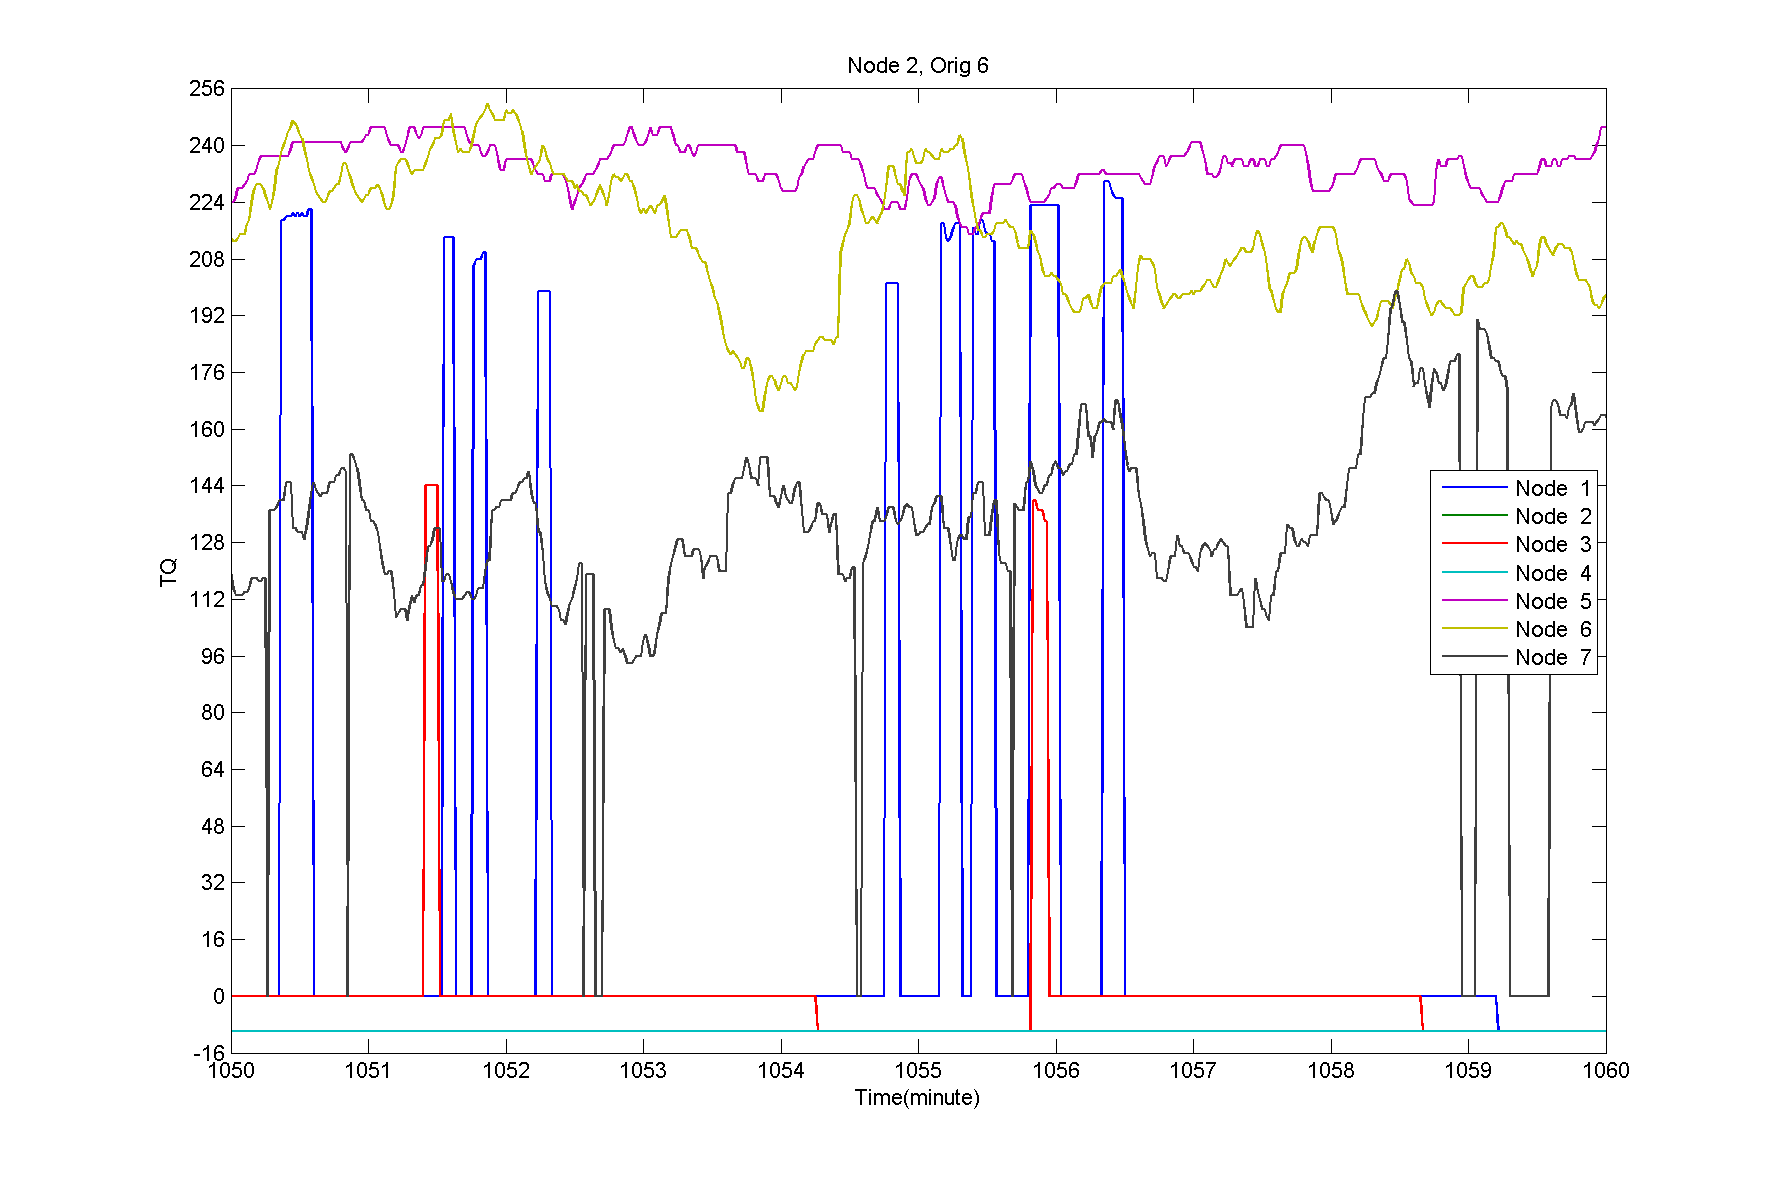 Node 2, Orig 6
256
240
224
208
192
176
160
144
128
112
96
80
64
48
32
16
0
-16
TQ
Node 1
Node 2
Node 3
Node 4
Node 5
Node 6
Node 7
1050 1051 1052 1053 1054 1055 1056 1057 1058 1059 1060
Time(minute)